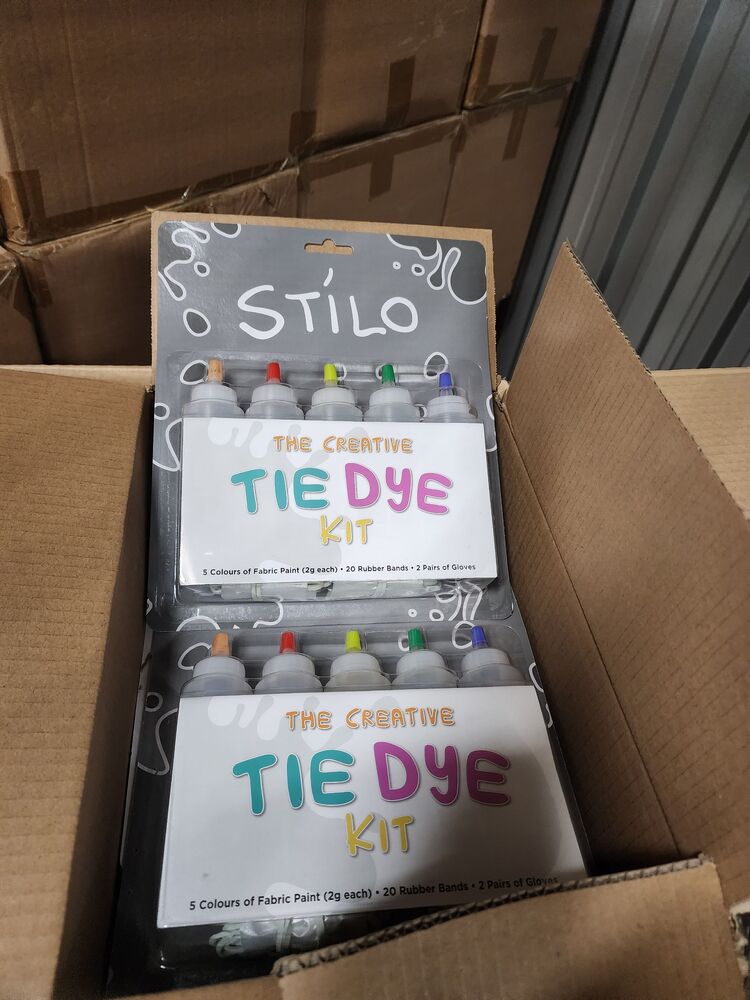 STÍLO
THE CREATIVE
TIE DYE
KIT
5 Colours of Fabric Paint (2g each) • 20 Rubber Bands • 2 Pairs of Gloves
THE CREATIVE
TIE DYE
KIT
5 Colours of Fabric Paint (2g each) • 20 Rubber Bands • 2 Pairs of Gloves